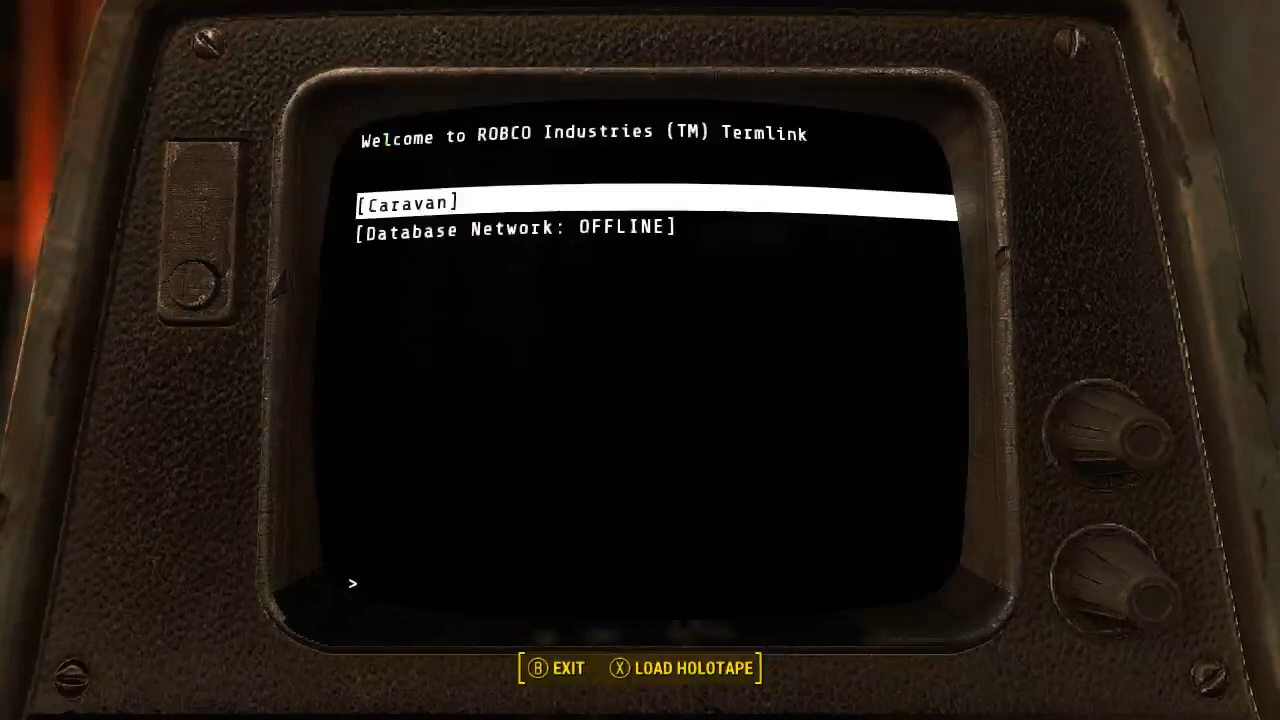 Welcome to ROBCO Industries (TM) Termlink
[Caravan]
[Database Network: OFFLINE]
>
[Ⓑ EXIT Ⓧ LOAD HOLOTAPE]